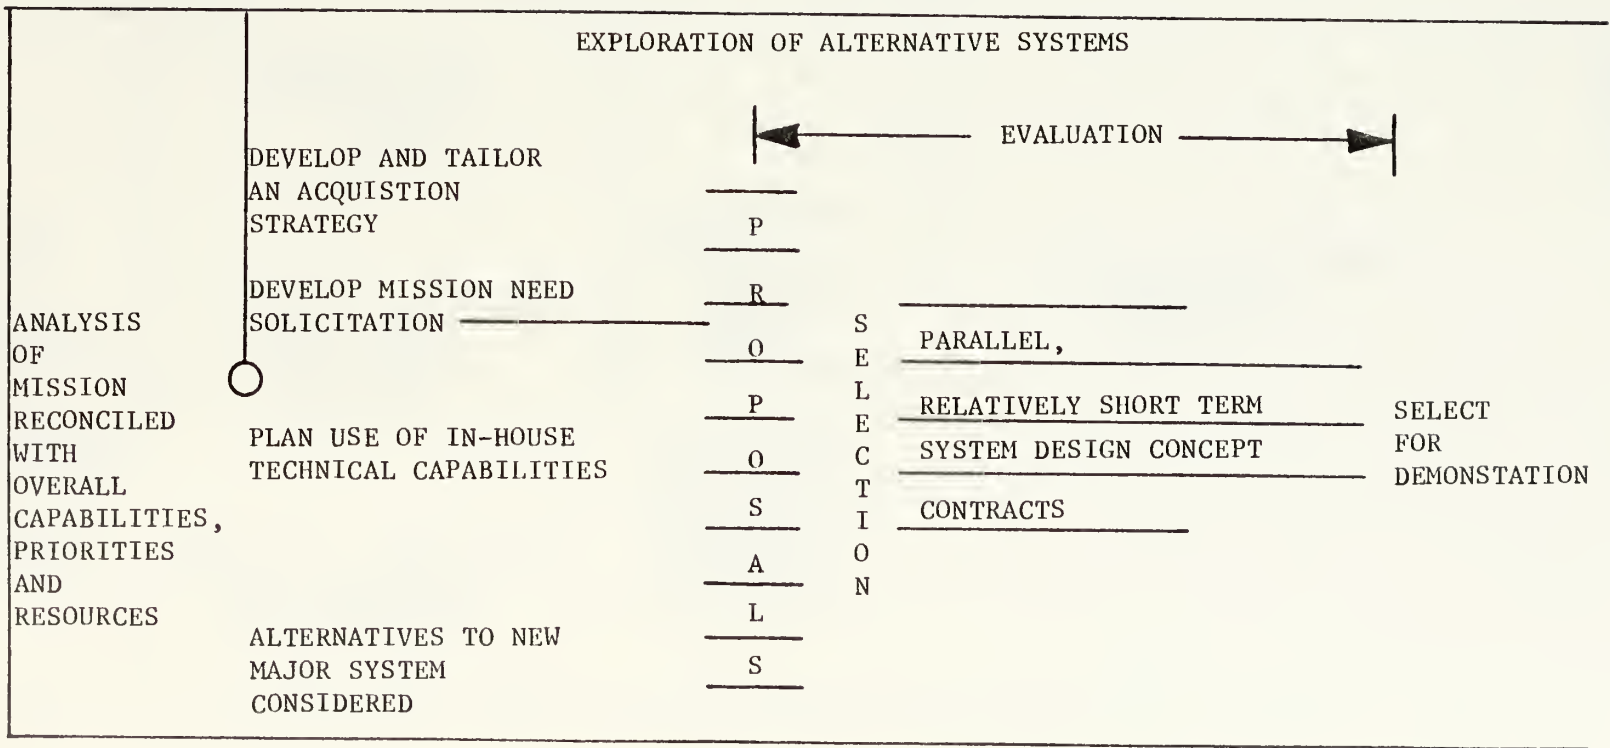 EXPLORATION OF ALTERNATIVE SYSTEMS
EVALUATION
ANALYSIS
OF
MISSION
RECONCILED
WITH
OVERALL
CAPABILITIES,
PRIORITIES
AND
RESOURCES
DEVELOP AND TAILOR
AN ACQUISTION
STRATEGY
DEVELOP MISSION NEED
SOLICITATION
PLAN USE OF IN-HOUSE
TECHNICAL CAPABILITIES
ALTERNATIVES TO NEW
MAJOR SYSTEM
CONSIDERED
P
R
O
P
O
S
A
L
S
S
E
L
E
C
T
I
O
N
PARALLEL,
RELATIVELY SHORT TERM
SYSTEM DESIGN CONCEPT
CONTRACTS
SELECT
FOR
DEMONSTATION